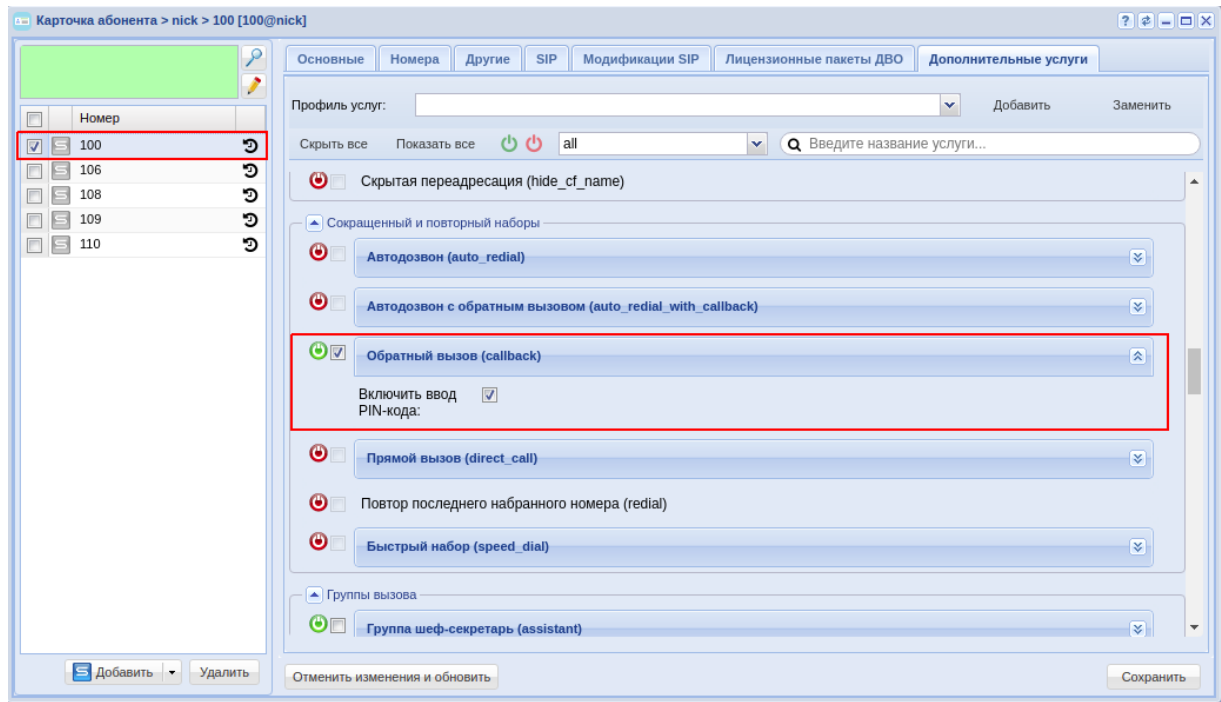 Карточка абонента > nick > 100 [100@nick]
Основные Номера Другие SIP Модификации SIP Лицензионные пакеты ДВО Дополнительные услуги
Номер
100
106
108
109
110
Профиль услуг: Добавить Заменить
Скрыть все Показать все all Введите название услуги...
Скрытая переадресация (hide_cf_name)
Сокращенный и повторный наборы
Автодозвон (auto_redial)
Автодозвон с обратным вызовом (auto_redial_with_callback)
Обратный вызов (callback)
Включить ввод
PIN-кода:
Прямой вызов (direct_call)
Повтор последнего набранного номера (redial)
Быстрый набор (speed_dial)
Группы вызова
Группа шеф-секретарь (assistant)
Добавить Удалить Отменить изменения и обновить Сохранить